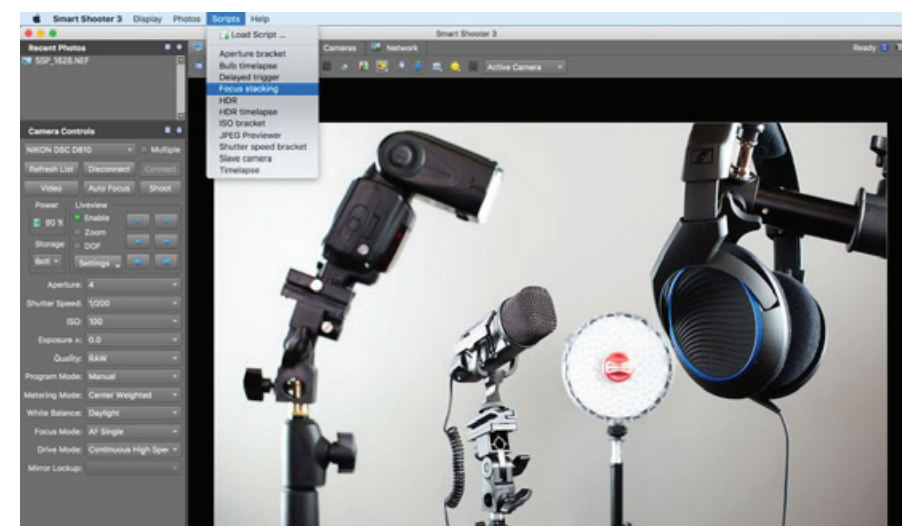 Smart Shooter 3 Display Photos Scripts Help
Smart Shooter 3
Recent Photos
SSP_1628.NEF
Load Script ...
Aperture bracket
Bulb timelapse
Delayed trigger
Focus stacking
HDR
HDR timelapse
ISO bracket
JPEG Previewer
Shutter speed bracket
Slave camera
Timelapse
Cameras Network
Ready
Active Camera
Camera Controls
NIKON DSC D810 Multiple
Refresh List Disconnect Connect
Video Auto Focus Shoot
Power Liveview
80 % Enable
Zoom
Storage DOF
Both Settings
Aperture: 4
Shutter Speed: 1/200
ISO: 100
Exposure ±: 0.0
Quality: RAW
Program Mode: Manual
Metering Mode: Center Weighted
White Balance: Daylight
Focus Mode: AF Single
Drive Mode: Continuous High Spee
Mirror Lockup: